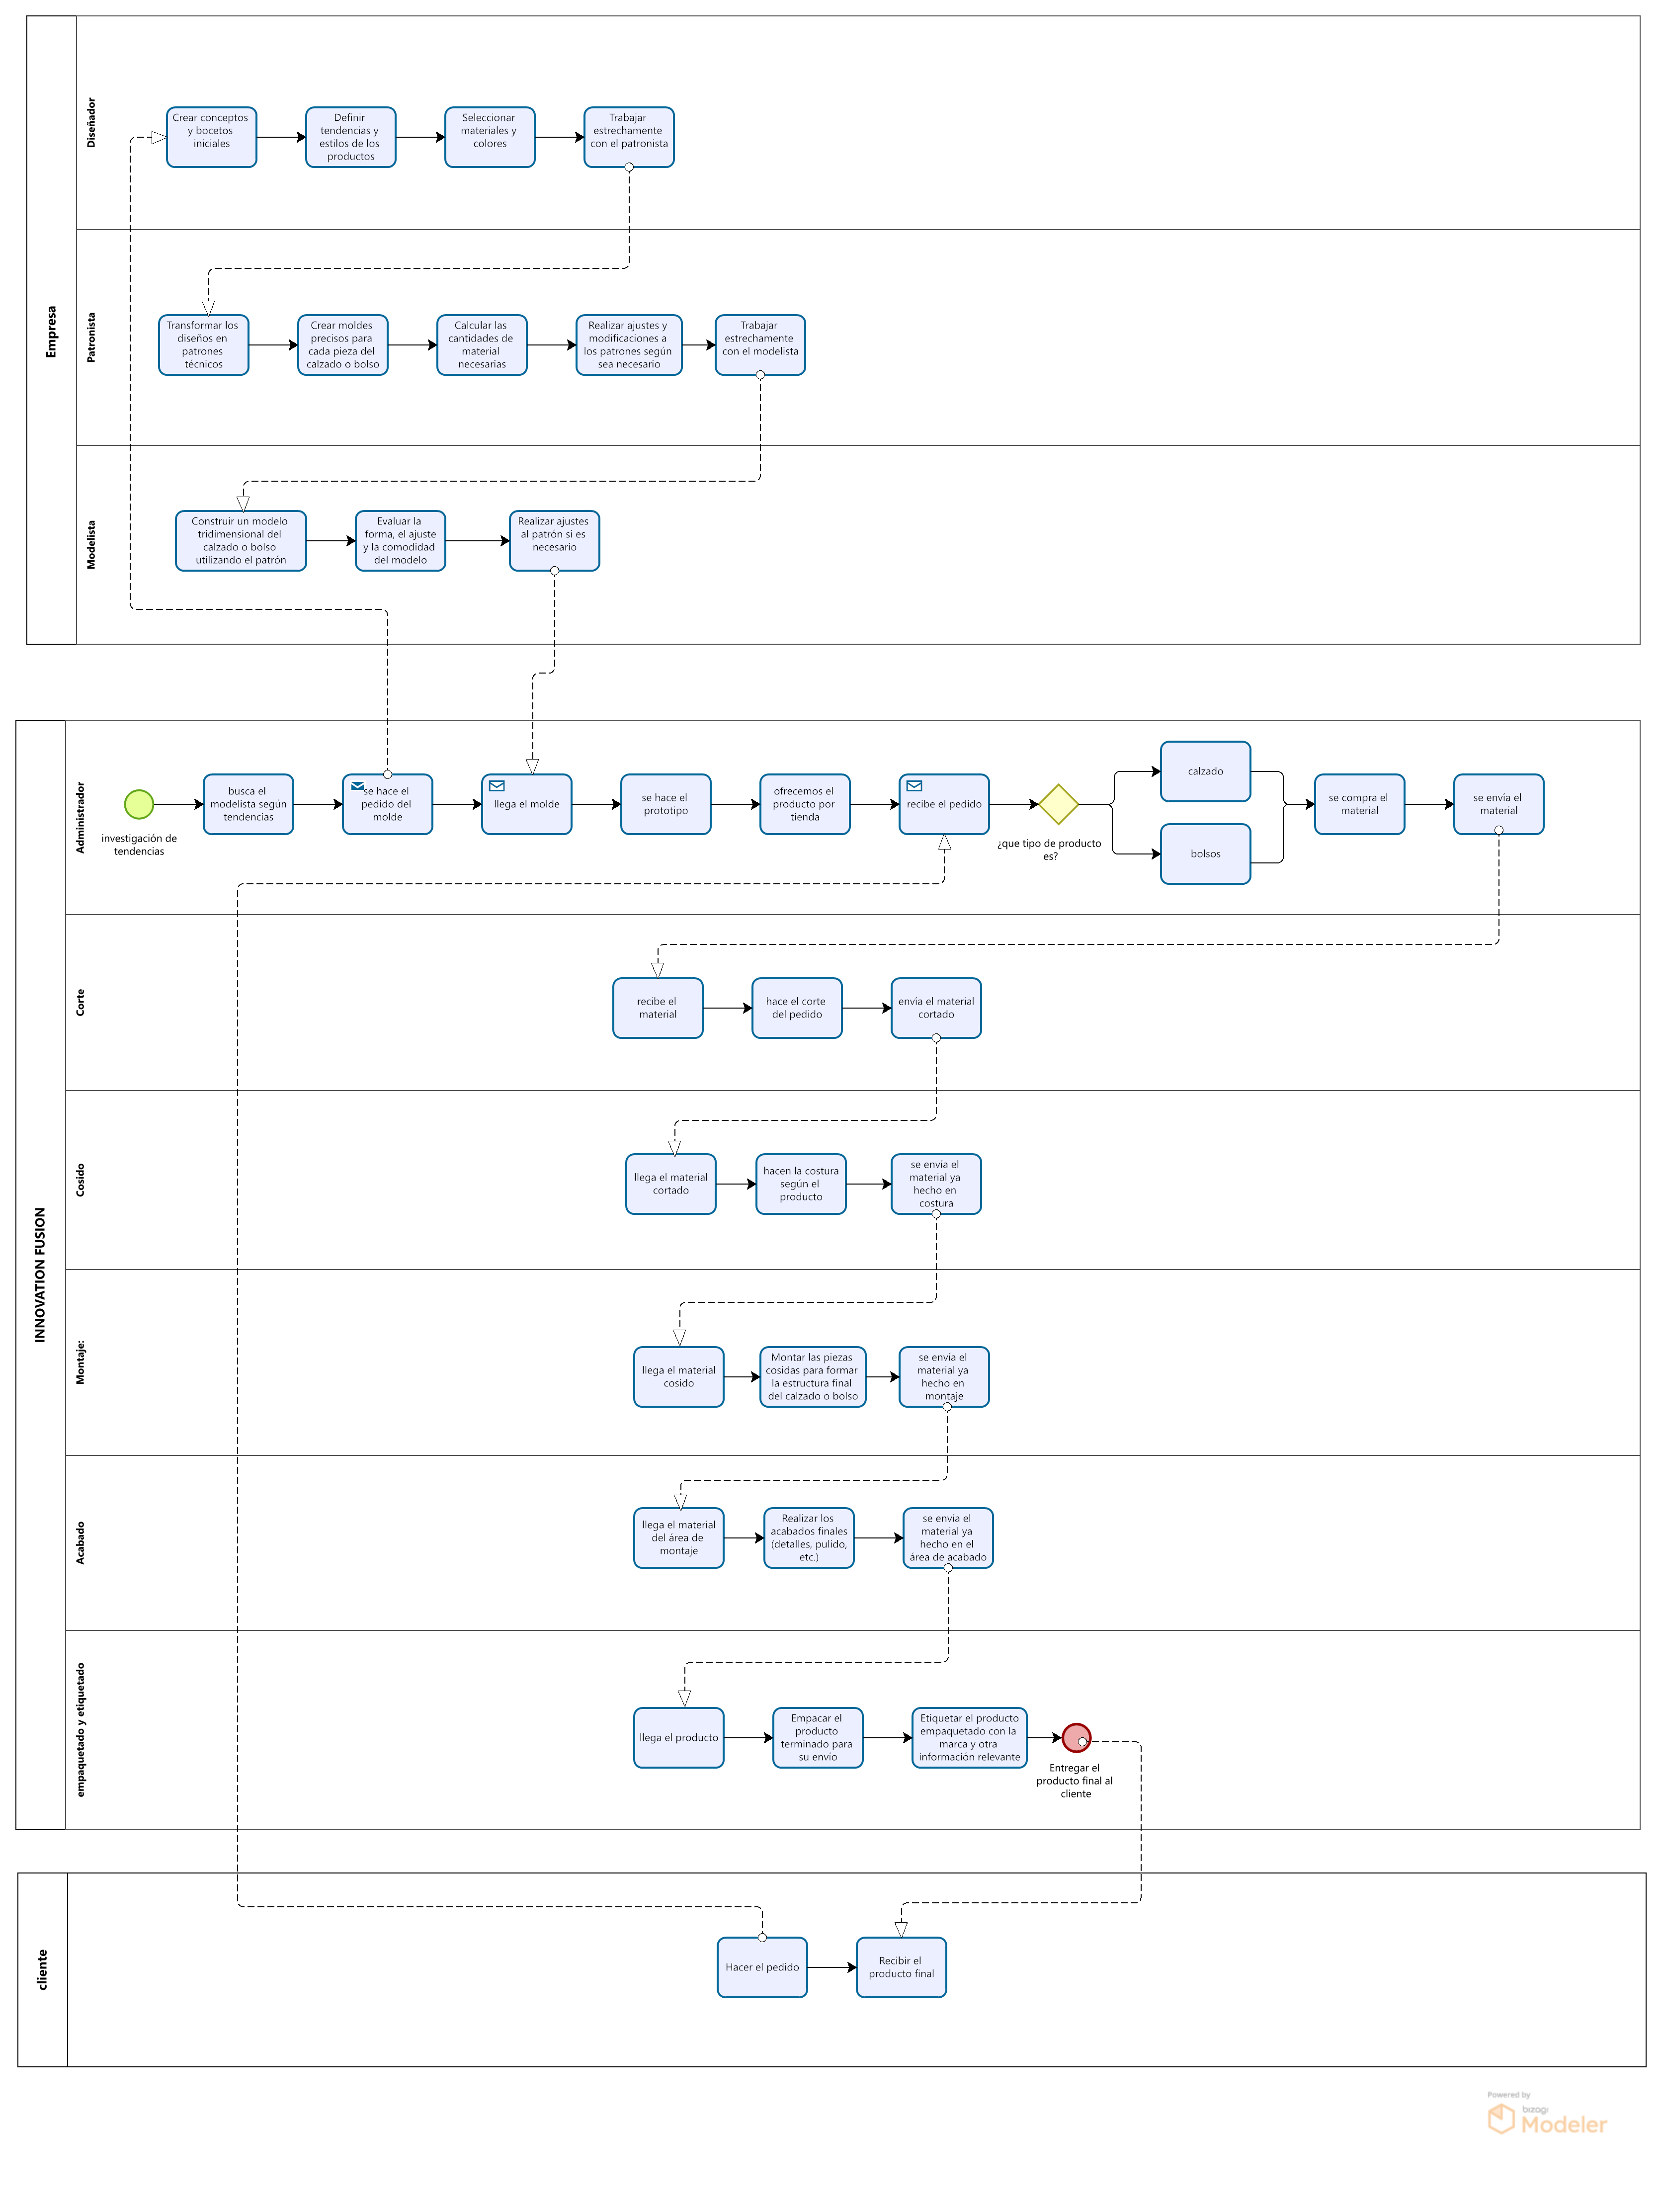 Empresa
Diseñador
Crear conceptos
y bocetos
iniciales
Definir
tendencias y
estilos de los
productos
Seleccionar
materiales y
colores
Trabajar
estrechamente
con el patronista
Patronista
Transformar los
diseños en
patrones
técnicos
Crear moldes
precisos para
cada pieza del
calzado o bolso
Calcular las
cantidades de
material
necesarias
Realizar ajustes y
modificaciones a
los patrones según
sea necesario
Trabajar
estrechamente
con el modelista
Modelista
Construir un modelo
tridimensional del
calzado o bolso
utilizando el patrón
Evaluar la
forma, el ajuste
y la comodidad
del modelo
Realizar ajustes
al patrón si es
necesario
INNOVATION FUSION
Administrador
investigación de
tendencias
busca el
modelista según
tendencias
se hace el
pedido del
molde
llega el molde
se hace el
prototipo
ofrecemos el
producto por
tienda
recibe el pedido
¿que tipo de producto
es?
calzado
bolsos
se compra el
material
se envía el
material
Corte
recibe el
material
hace el corte
del pedido
envía el material
cortado
Cosido
llega el material
cortado
hacen la costura
según el
producto
se envía el
material ya
hecho en
costura
Montaje:
llega el material
cosido
Montar las piezas
cosidas para formar
la estructura final
del calzado o bolso
se envía el
material ya
hecho en
montaje
Acabado
llega el material
del área de
montaje
Realizar los
acabados finales
(detalles, pulido,
etc.)
se envía el
material ya
hecho en el
área de acabado
empaquetado y etiquetado
llega el producto
Empacar el
producto
terminado para
su envío
Etiquetar el producto
empaquetado con la
marca y otra
información relevante
Entregar el
producto final al
cliente
cliente
Hacer el pedido
Recibir el
producto final
Powered by
bizagi
Modeler